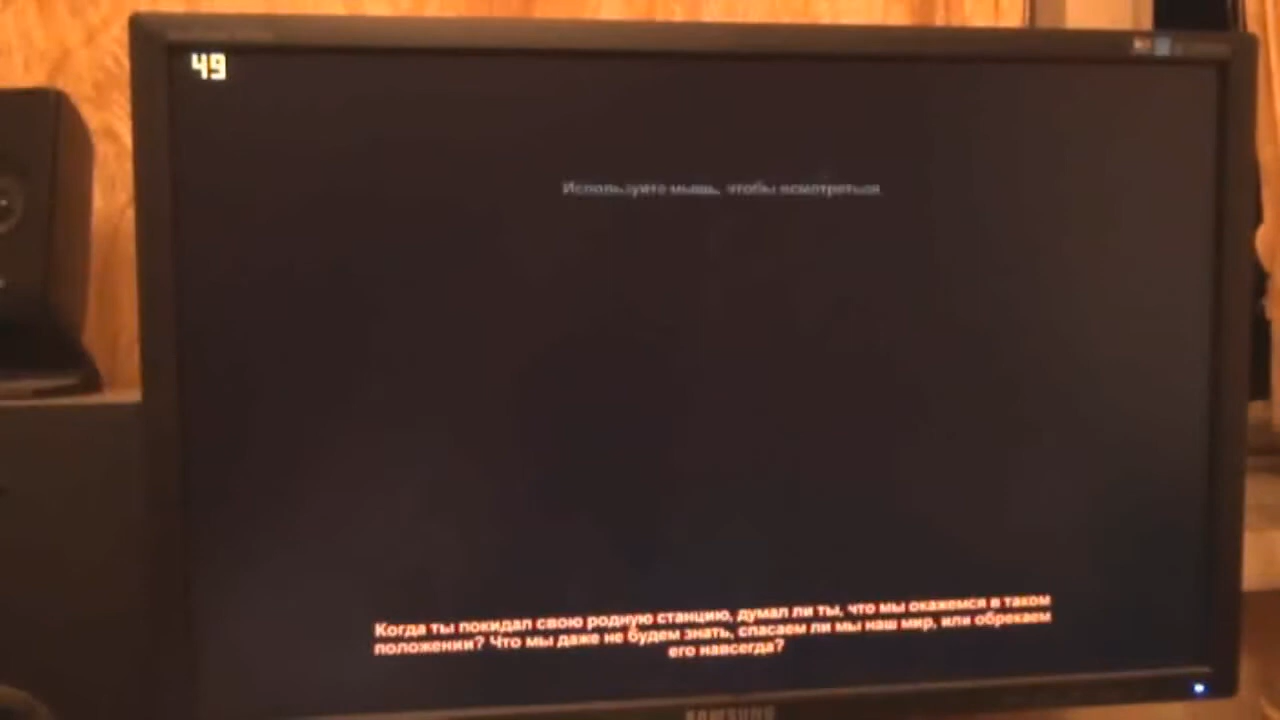 49
Используйте мышь, чтобы осмотреться
Когда ты покидал свою родную станцию, думал ли ты, что мы окажемся в таком
положении? Что мы даже не будем знать, спасаем ли мы наш мир, или обрекаем
его навсегда?
SAMSUNG